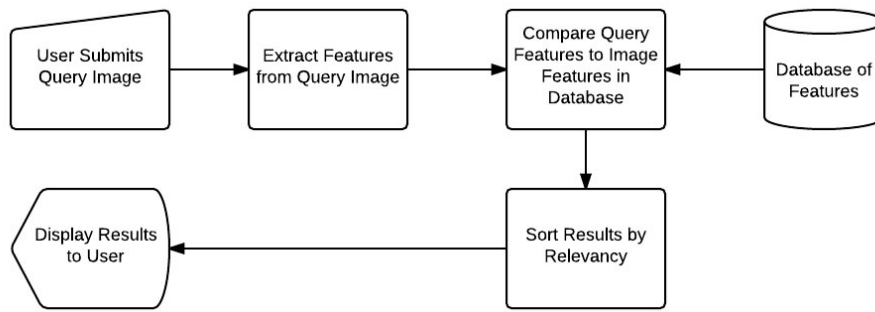 User Submits
Query Image
Extract Features
from Query Image
Compare Query
Features to Image
Features in
Database
Database of
Features
Display Results
to User
Sort Results by
Relevancy